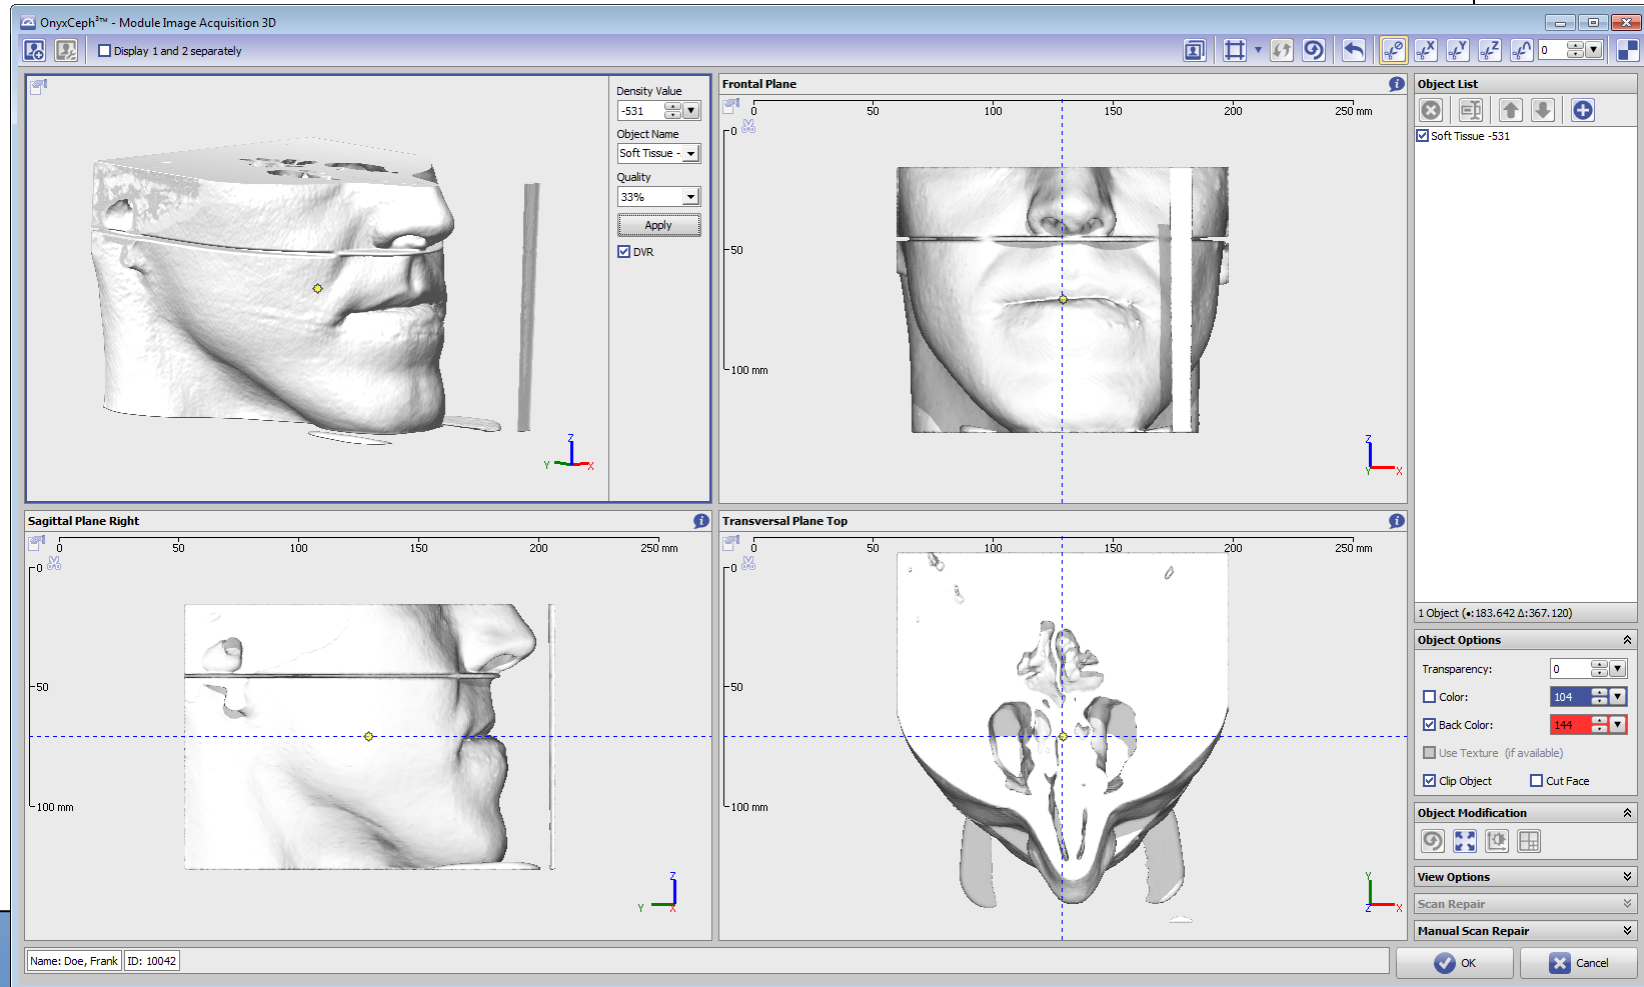 OnyxCeph³™ - Module Image Acquisition 3D
Display 1 and 2 separately
0
Density Value
-531
Object Name
Soft Tissue -
Quality
33%
Apply
DVR
Z
Y
X
Frontal Plane
0 50 100 150 200 250 mm
0
50
100 mm
Z
Y
X
Sagittal Plane Right
0 50 100 150 200 250 mm
0
50
100 mm
Z
Y
X
Transversal Plane Top
0 50 100 150 200 250 mm
0
50
100 mm
Y
Z
X
Object List
Soft Tissue -531
1 Object (•:183.642 Δ:367.120)
Object Options
Transparency: 0
Color: 104
Back Color: 144
Use Texture (if available)
Clip Object Cut Face
Object Modification
View Options
Scan Repair
Manual Scan Repair
Name: Doe, Frank ID: 10042
OK Cancel